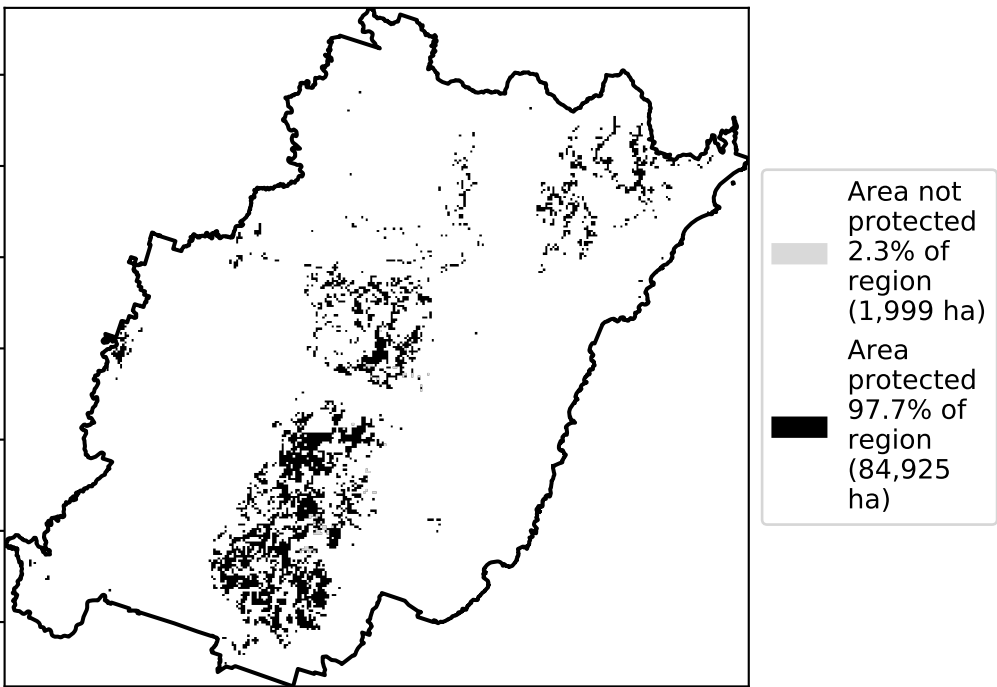 Area not
protected
2.3% of
region
(1,999 ha)
Area
protected
97.7% of
region
(84,925
ha)